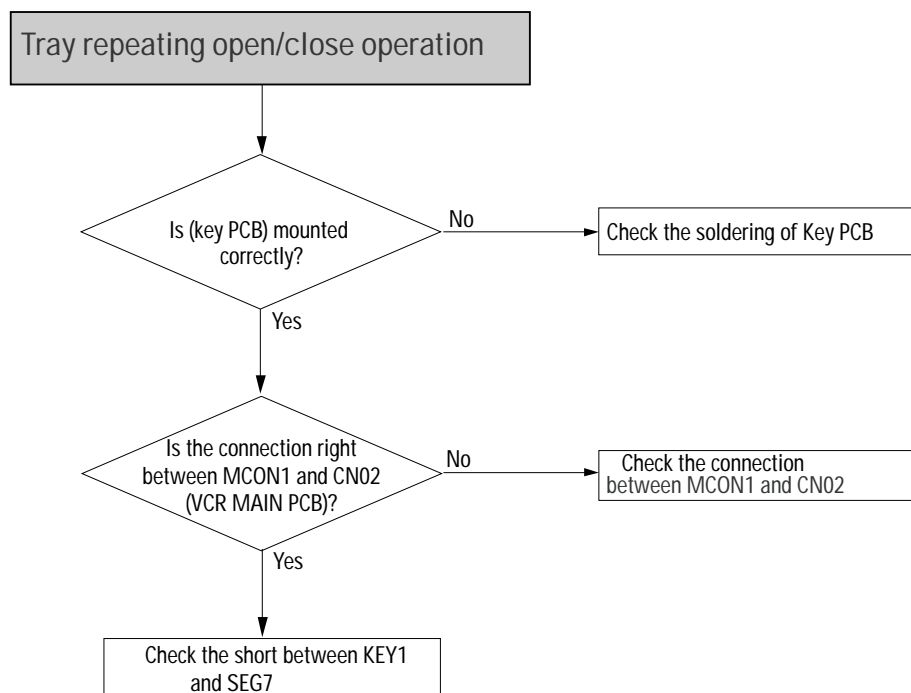 Tray repeating open/close operation
Is (key PCB) mounted
correctly?
No
Check the soldering of Key PCB
Yes
Is the connection right
between MCON1 and CN02
(VCR MAIN PCB)?
No
Check the connection
between MCON1 and CN02
Yes
Check the short between KEY1
and SEG7